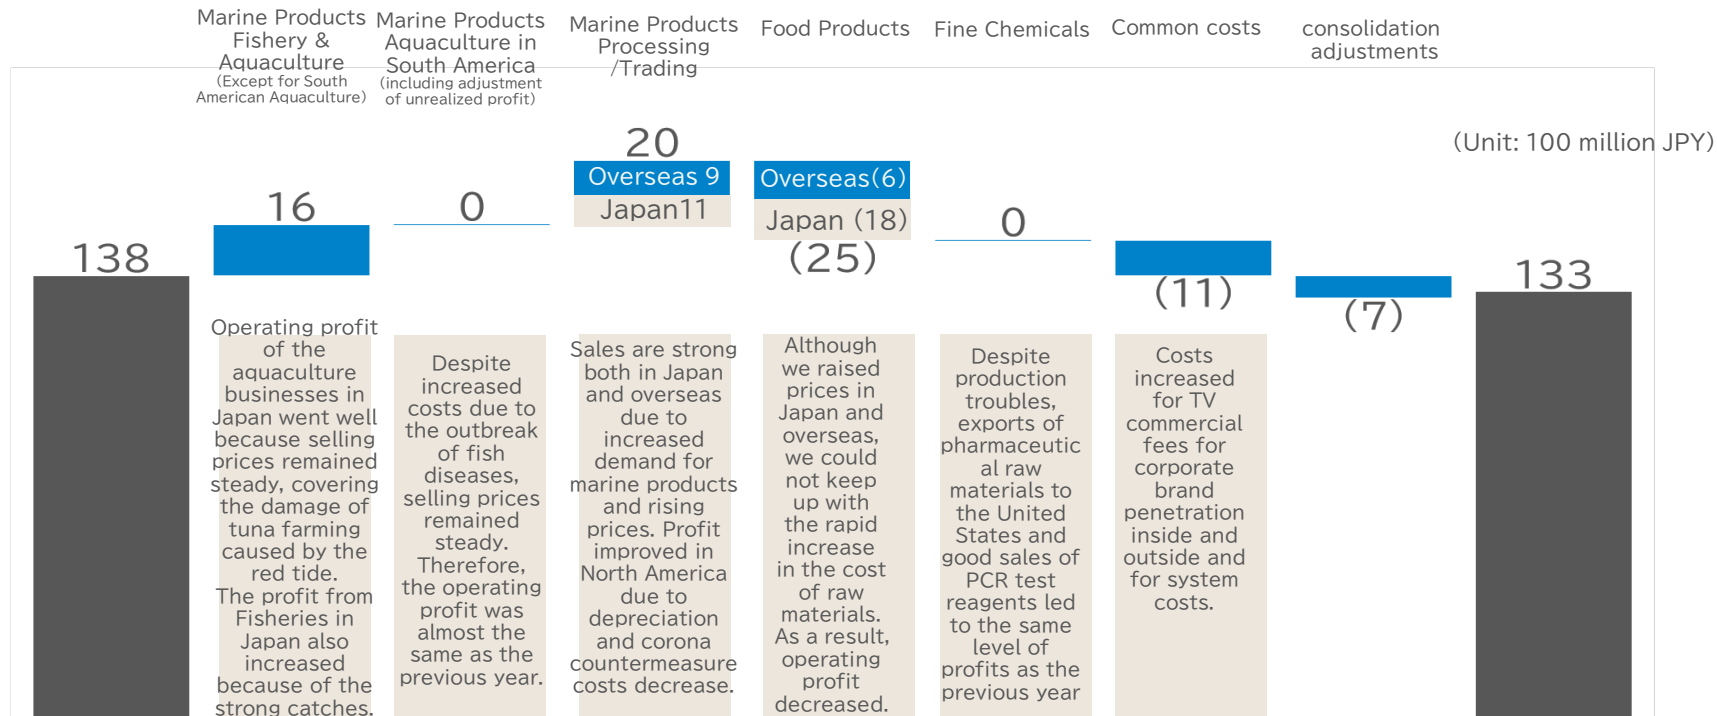 Marine Products
Fishery &
Aquaculture
(Except for South
American Aquaculture)
Marine Products
Aquaculture in
South America
(including adjustment
of unrealized profit)
Marine Products
Processing
/Trading
Food Products
Fine Chemicals
Common costs
consolidation
adjustments
(Unit: 100 million JPY)
138
16
0
20
Overseas 9
Japan11
Overseas(6)
Japan (18)
(25)
0
(11)
(7)
133
Operating profit
of the
aquaculture
businesses in
Japan went well
because selling
prices remained
steady, covering
the damage of
tuna farming
caused by the
red tide.
The profit from
Fisheries in
Japan also
increased
because of the
strong catches.
Despite
increased
costs due to
the outbreak
of fish
diseases,
selling prices
remained
steady.
Therefore,
the operating
profit was
almost the
same as the
previous year.
Sales are strong
both in Japan
and overseas
due to
increased
demand for
marine products
and rising
prices. Profit
improved in
North America
due to
depreciation
and corona
countermeasure
costs decrease.
Although
we raised
prices in
Japan and
overseas,
we could
not keep
up with
the rapid
increase
in the cost
of raw
materials.
As a result,
operating
profit
decreased.
Despite
production
troubles,
exports of
pharmaceutic
al raw
materials to
the United
States and
good sales of
PCR test
reagents led
to the same
level of
profits as the
previous year
Costs
increased
for TV
commercial
fees for
corporate
brand
penetration
inside and
outside and
for system
costs.